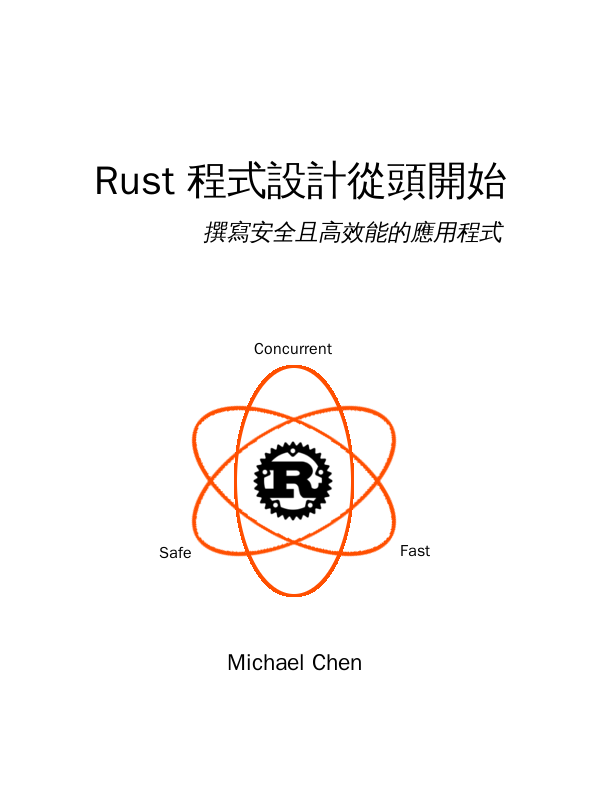 Rust 程式設計從頭開始
撰寫安全且高效能的應用程式
Concurrent
R
Safe
Fast
Michael Chen